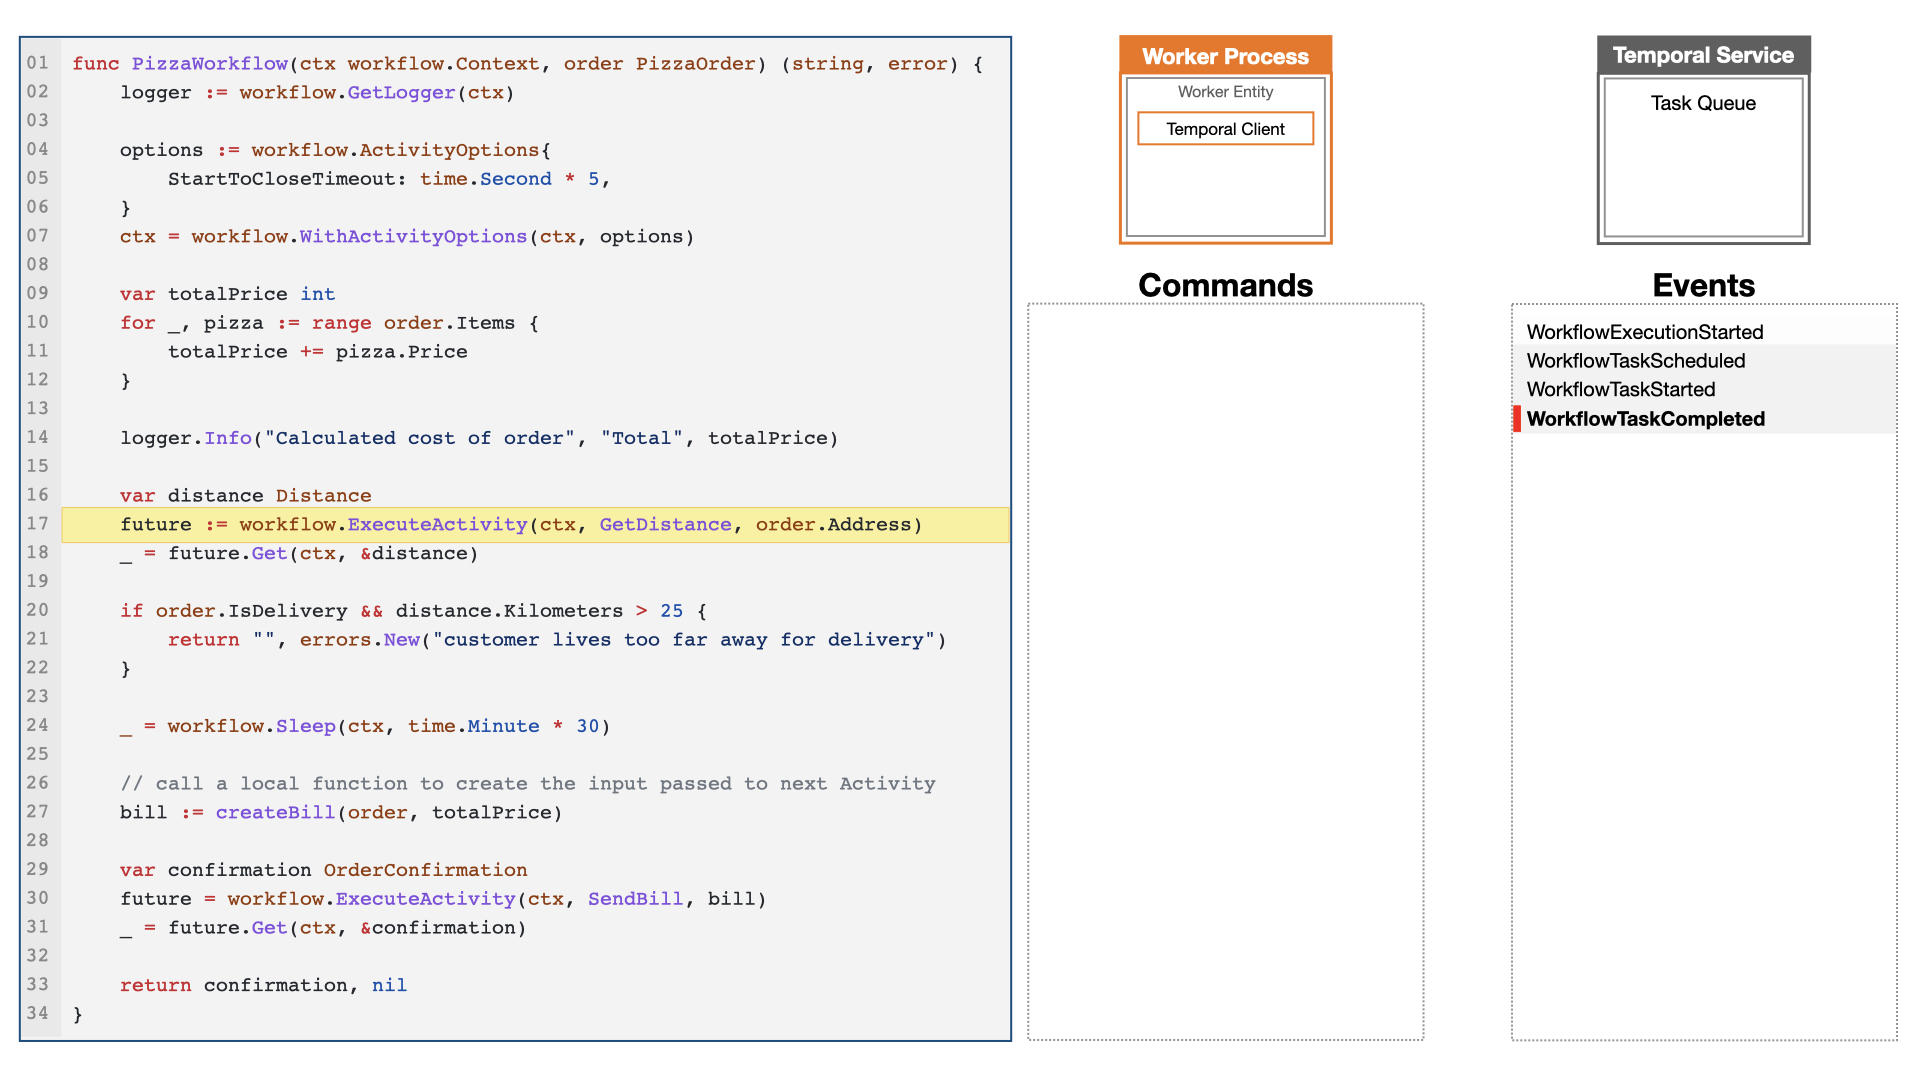 01 func PizzaWorkflow(ctx workflow.Context, order PizzaOrder) (string, error) {
02     logger := workflow.GetLogger(ctx)
03
04     options := workflow.ActivityOptions{
05         StartToCloseTimeout: time.Second * 5,
06     }
07     ctx = workflow.WithActivityOptions(ctx, options)
08
09     var totalPrice int
10     for _, pizza := range order.Items {
11         totalPrice += pizza.Price
12     }
13
14     logger.Info("Calculated cost of order", "Total", totalPrice)
15
16     var distance Distance
17     future := workflow.ExecuteActivity(ctx, GetDistance, order.Address)
18     _ = future.Get(ctx, &distance)
19
20     if order.IsDelivery && distance.Kilometers > 25 {
21         return "", errors.New("customer lives too far away for delivery")
22     }
23
24     _ = workflow.Sleep(ctx, time.Minute * 30)
25
26     // call a local function to create the input passed to next Activity
27     bill := createBill(order, totalPrice)
28
29     var confirmation OrderConfirmation
30     future = workflow.ExecuteActivity(ctx, SendBill, bill)
31     _ = future.Get(ctx, &confirmation)
32
33     return confirmation, nil
34 }
Worker Process
Worker Entity
Temporal Client
Temporal Service
Task Queue
Commands
Events
WorkflowExecutionStarted
WorkflowTaskScheduled
WorkflowTaskStarted
WorkflowTaskCompleted